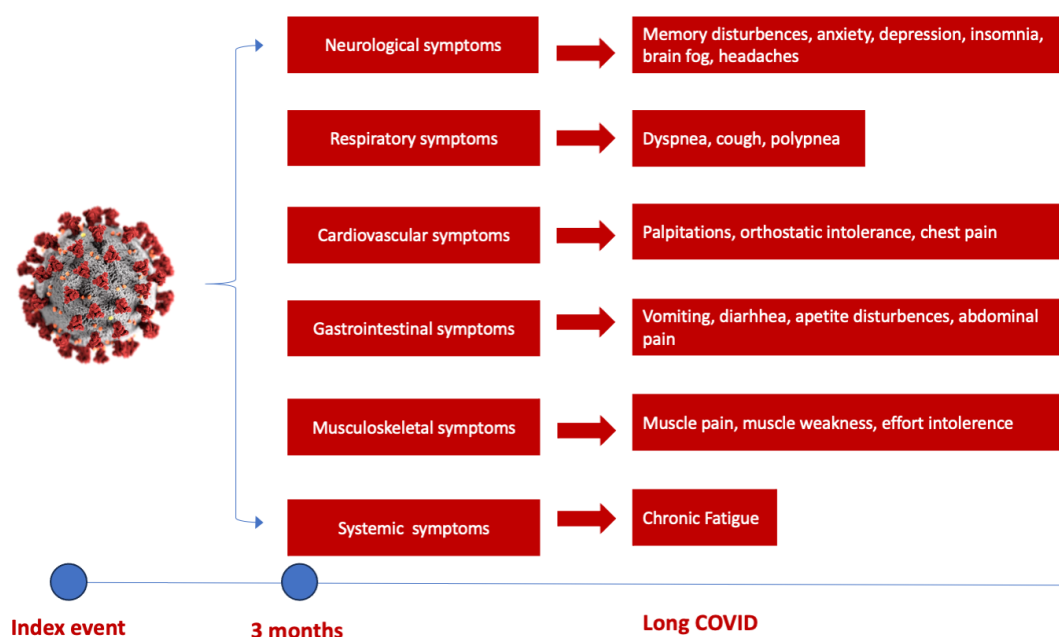 Neurological symptoms
Memory disturbences, anxiety, depression, insomnia,
brain fog, headaches
Respiratory symptoms
Dyspnea, cough, polypnea
Cardiovascular symptoms
Palpitations, orthostatic intolerance, chest pain
Gastrointestinal symptoms
Vomiting, diarhhea, apetite disturbences, abdominal
pain
Musculoskeletal symptoms
Muscle pain, muscle weakness, effort intolerence
Systemic symptoms
Chronic Fatigue
Index event
3 months
Long COVID